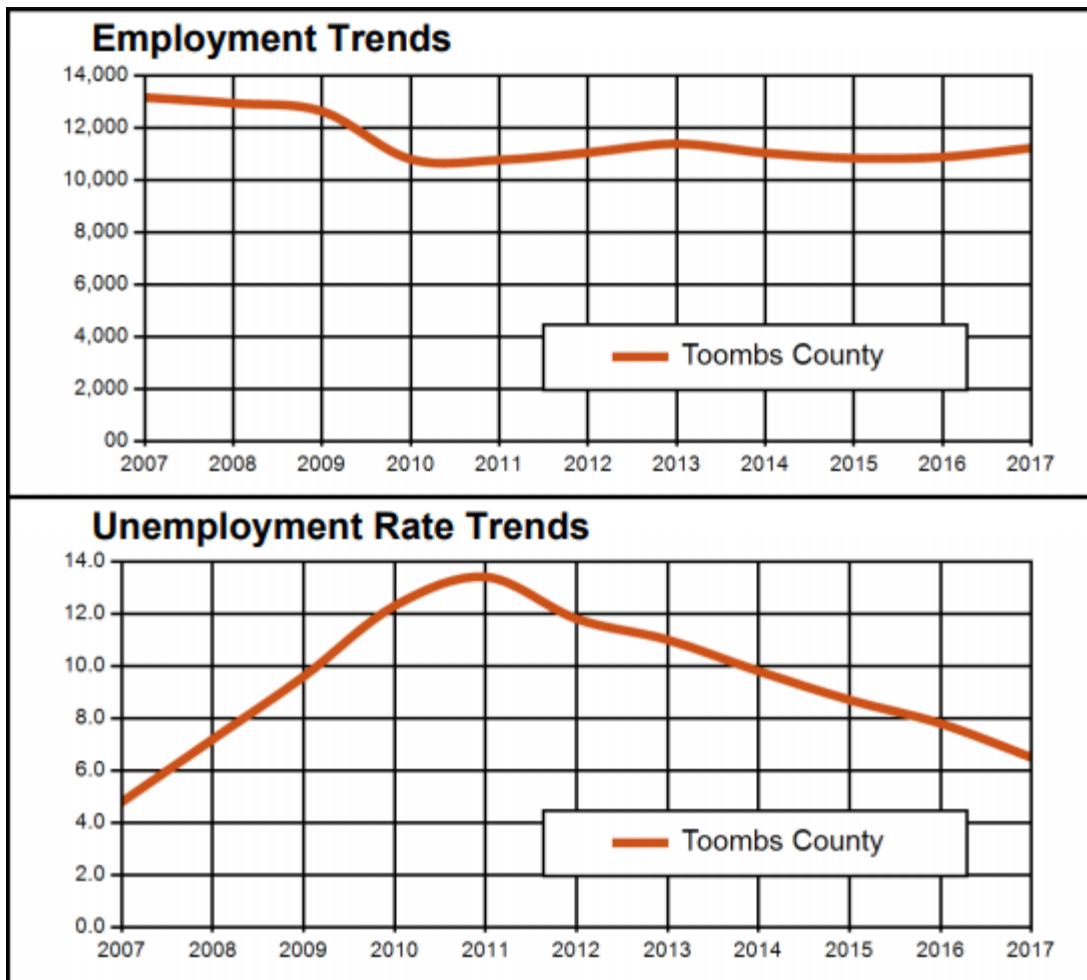 Employment Trends
14,000
12,000
10,000
8,000
6,000
4,000
2,000
00
Toombs County
2007 2008 2009 2010 2011 2012 2013 2014 2015 2016 2017
Unemployment Rate Trends
14.0
12.0
10.0
8.0
6.0
4.0
2.0
0.0
Toombs County
2007 2008 2009 2010 2011 2012 2013 2014 2015 2016 2017